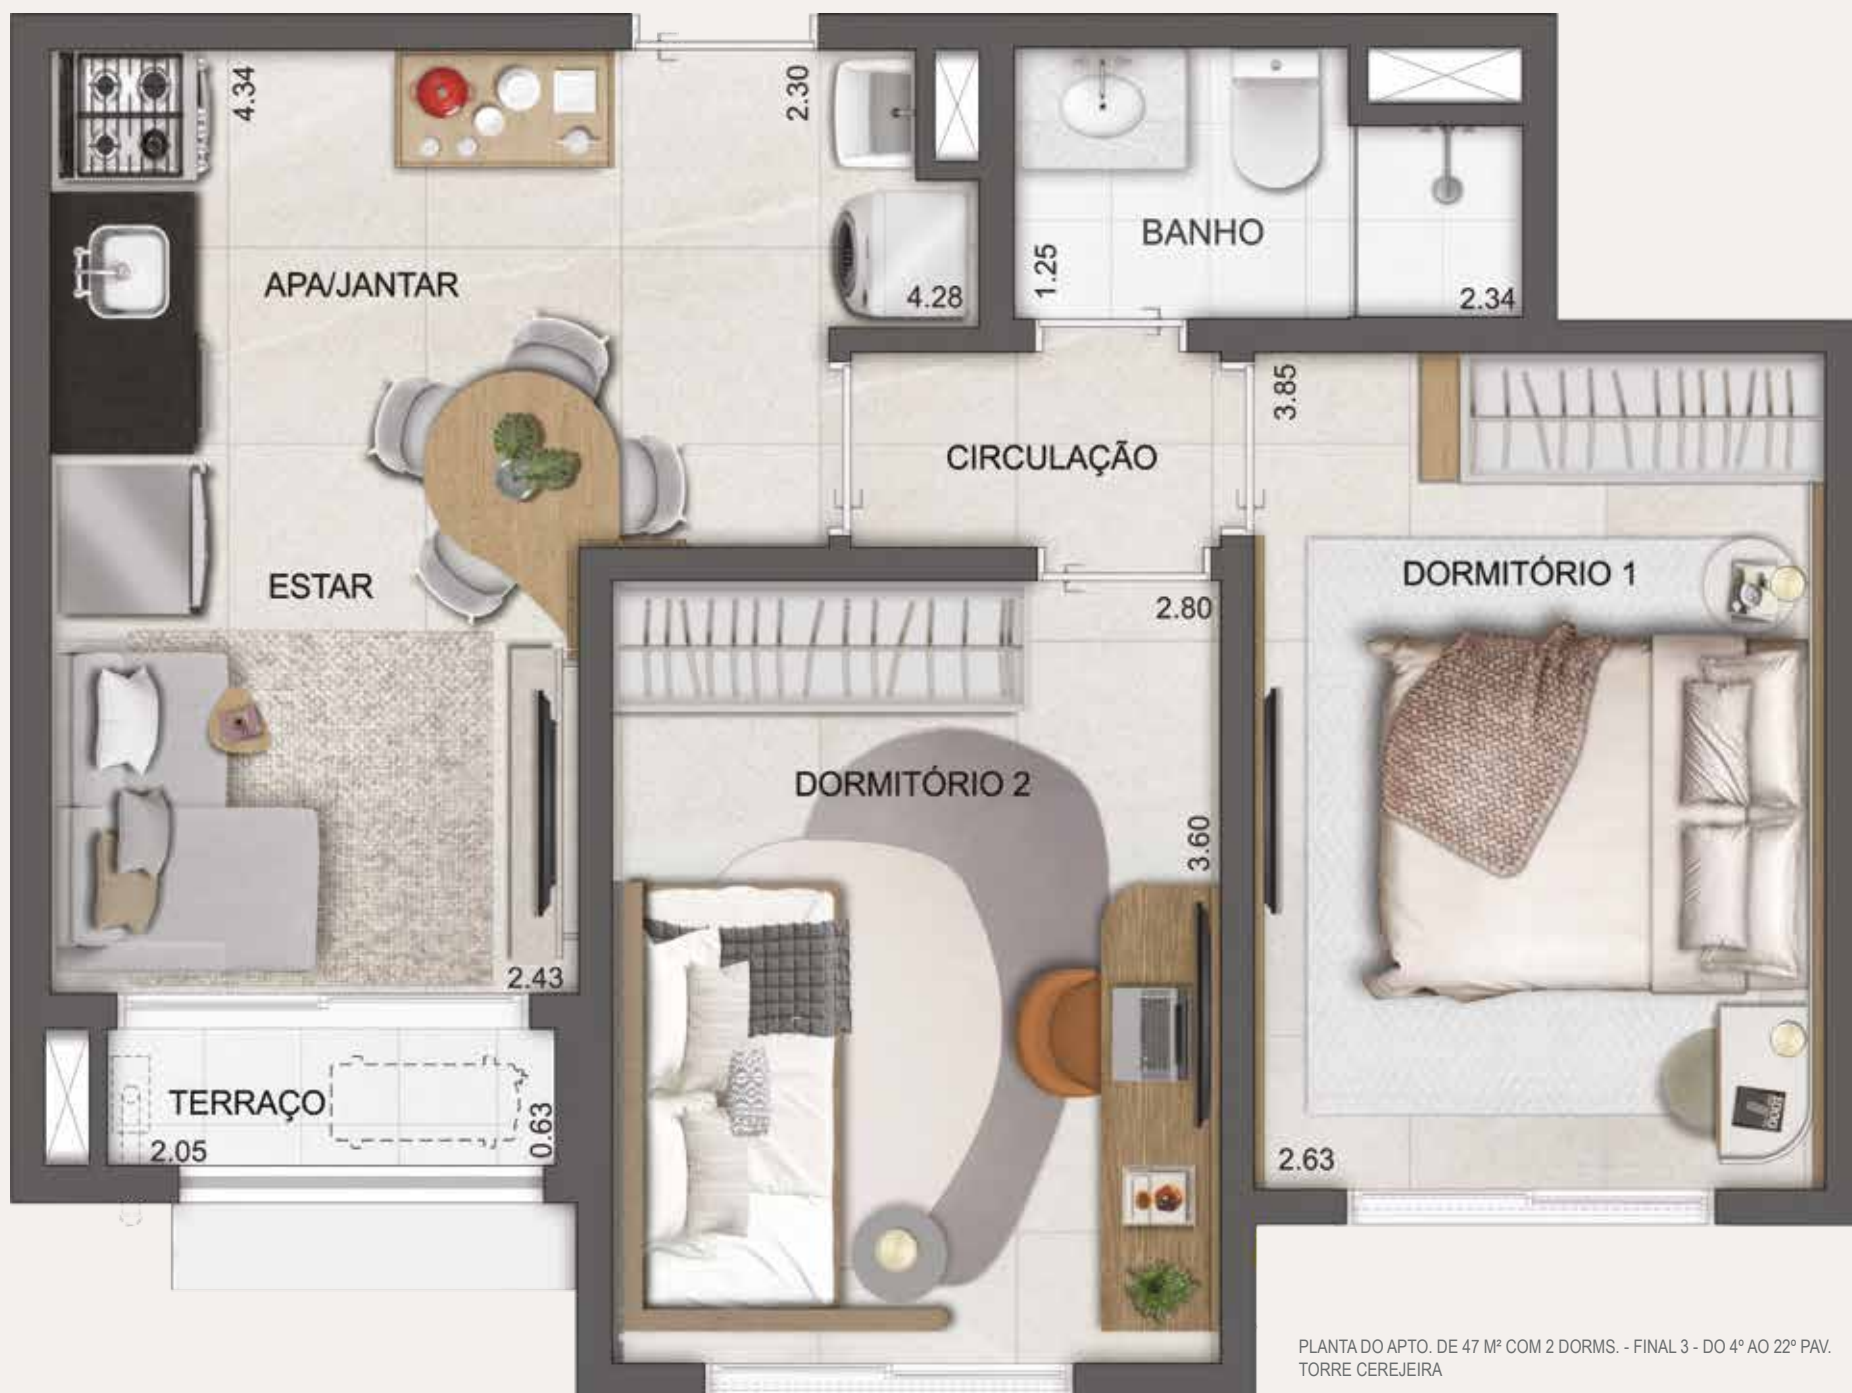 4.34
2.30
BANHO
1.25
2.34
APA/JANTAR
4.28
3.85
CIRCULAÇÃO
ESTAR
DORMITÓRIO 1
2.80
DORMITÓRIO 2
3.60
2.43
TERRAÇO
0.63
2.05
2.63
PLANTA DO APTO. DE 47 M² COM 2 DORMS. - FINAL 3 - DO 4º AO 22º PAV.
TORRE CEREJEIRA